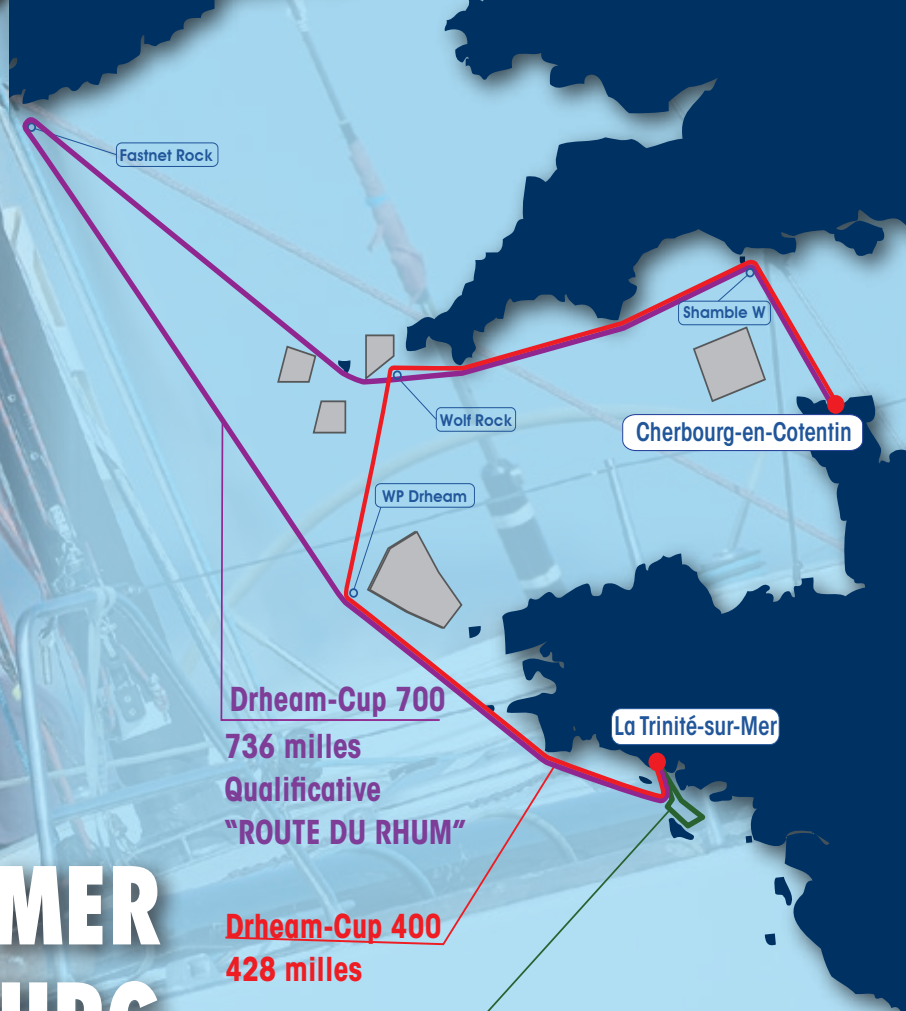 Fastnet Rock
Shamble W
Wolf Rock
Cherbourg-en-Cotentin
WP Drheam
Drheam-Cup 700
736 milles
Qualificative
“ROUTE DU RHUM”
La Trinité-sur-Mer
MER
Drheam-Cup 400
428 milles